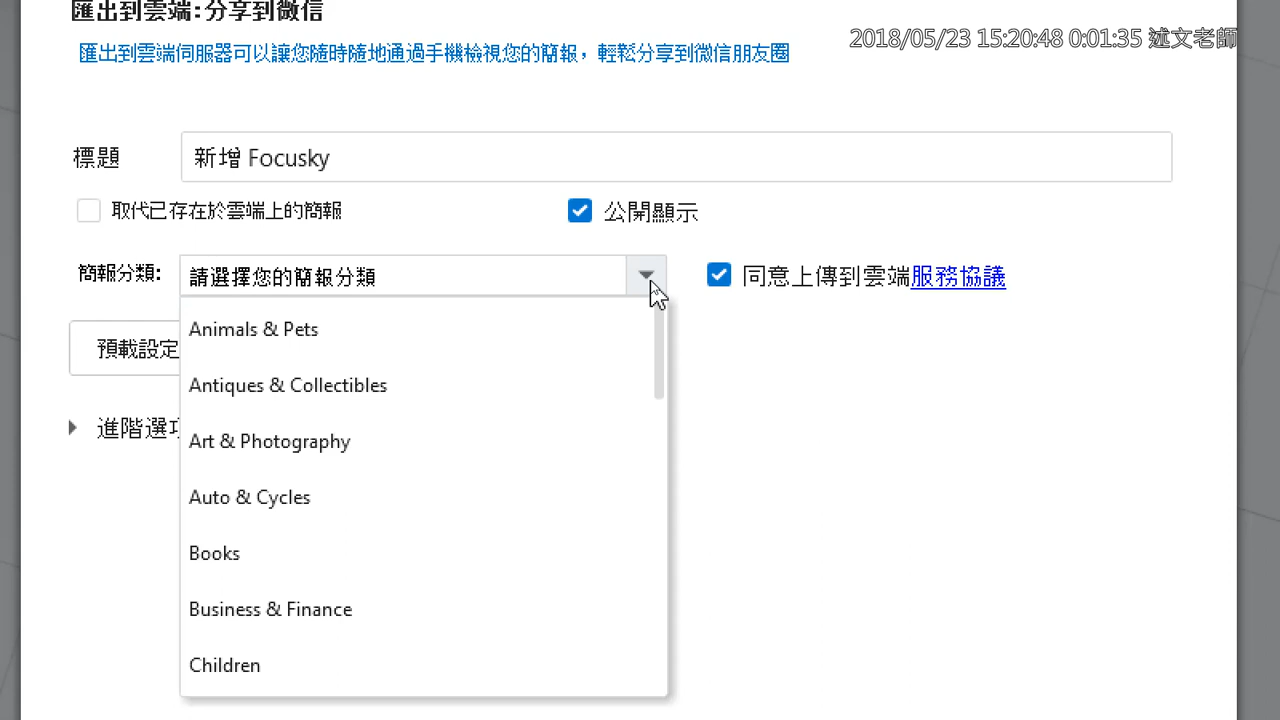 匯出到雲端:分享到微信
匯出到雲端伺服器可以讓您隨時隨地通過手機檢視您的簡報，輕鬆分享到微信朋友圈
2018/05/23 15:20:48 0:01:35 述文老師
標題
新增 Focusky
取代已存在於雲端上的簡報
公開顯示
簡報分類:
請選擇您的簡報分類
同意上傳到雲端服務協議
Animals & Pets
預載設定
Antiques & Collectibles
進階選項
Art & Photography
Auto & Cycles
Books
Business & Finance
Children